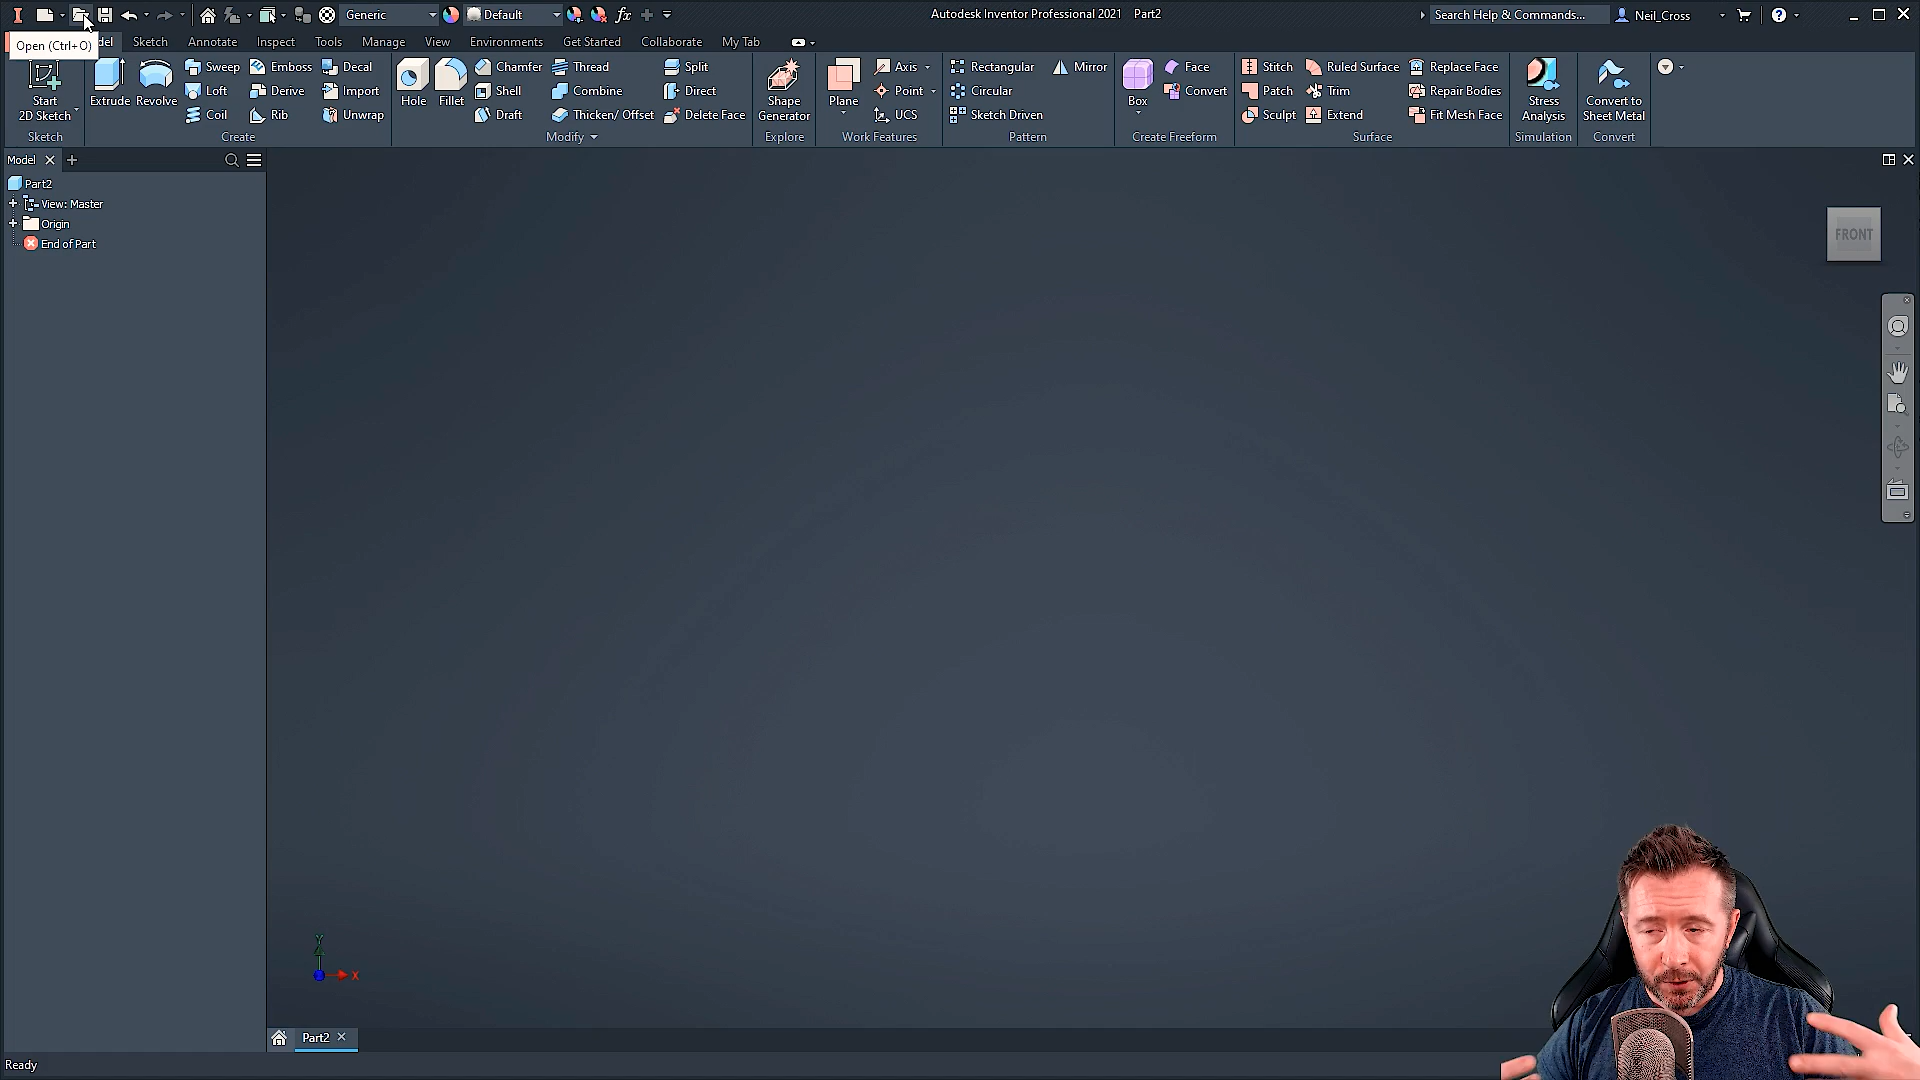 Generic
Default
Autodesk Inventor Professional 2021 Part2
Search Help & Commands...
Neil_Cross
Open (Ctrl+O)
Sketch
Annotate
Inspect
Tools
Manage
View
Environments
Get Started
Collaborate
My Tab
Start
2D Sketch
Sketch
Extrude
Revolve
Sweep
Loft
Coil
Emboss
Derive
Rib
Decal
Import
Unwrap
Create
Hole
Fillet
Chamfer
Shell
Draft
Thread
Combine
Thicken/ Offset
Split
Direct
Delete Face
Modify
Shape
Generator
Explore
Plane
Axis
Point
UCS
Work Features
Rectangular
Circular
Sketch Driven
Mirror
Pattern
Box
Face
Convert
Create Freeform
Stitch
Patch
Sculpt
Ruled Surface
Trim
Extend
Replace Face
Repair Bodies
Fit Mesh Face
Surface
Stress
Analysis
Simulation
Convert to
Sheet Metal
Convert
Model
Part2
View: Master
Origin
End of Part
FRONT
Y
X
Part2
Ready